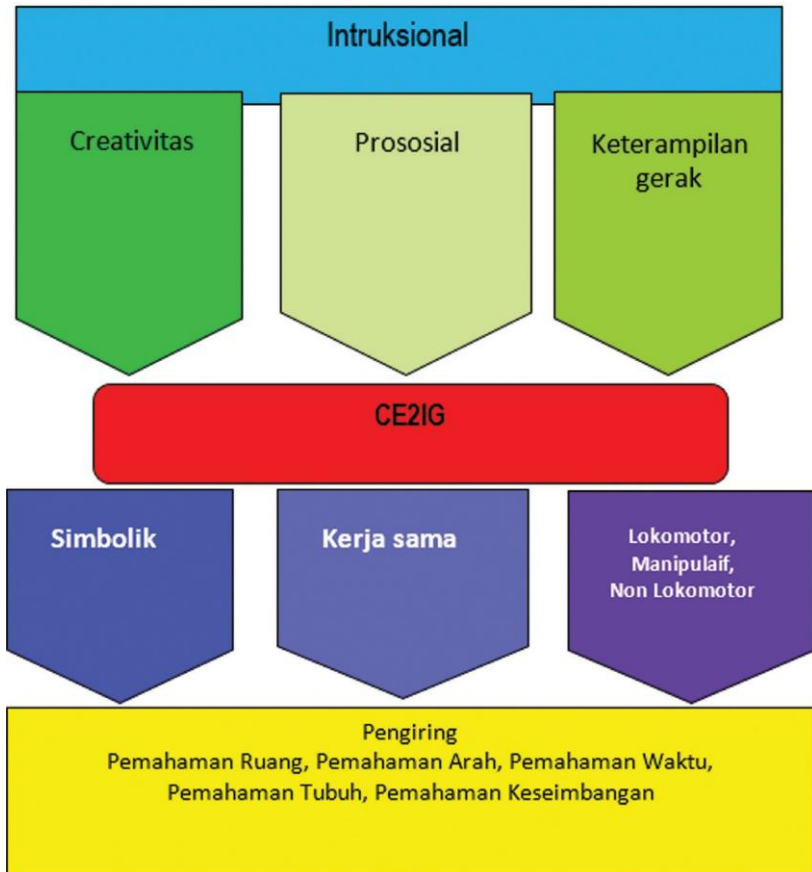 Intruksional
Creativitas
Prososial
Keterampilan
gerak
CE2IG
Simbolik
Kerja sama
Lokomotor,
Manipulaif,
Non Lokomotor
Pengiring
Pemahaman Ruang, Pemahaman Arah, Pemahaman Waktu,
Pemahaman Tubuh, Pemahaman Keseimbangan